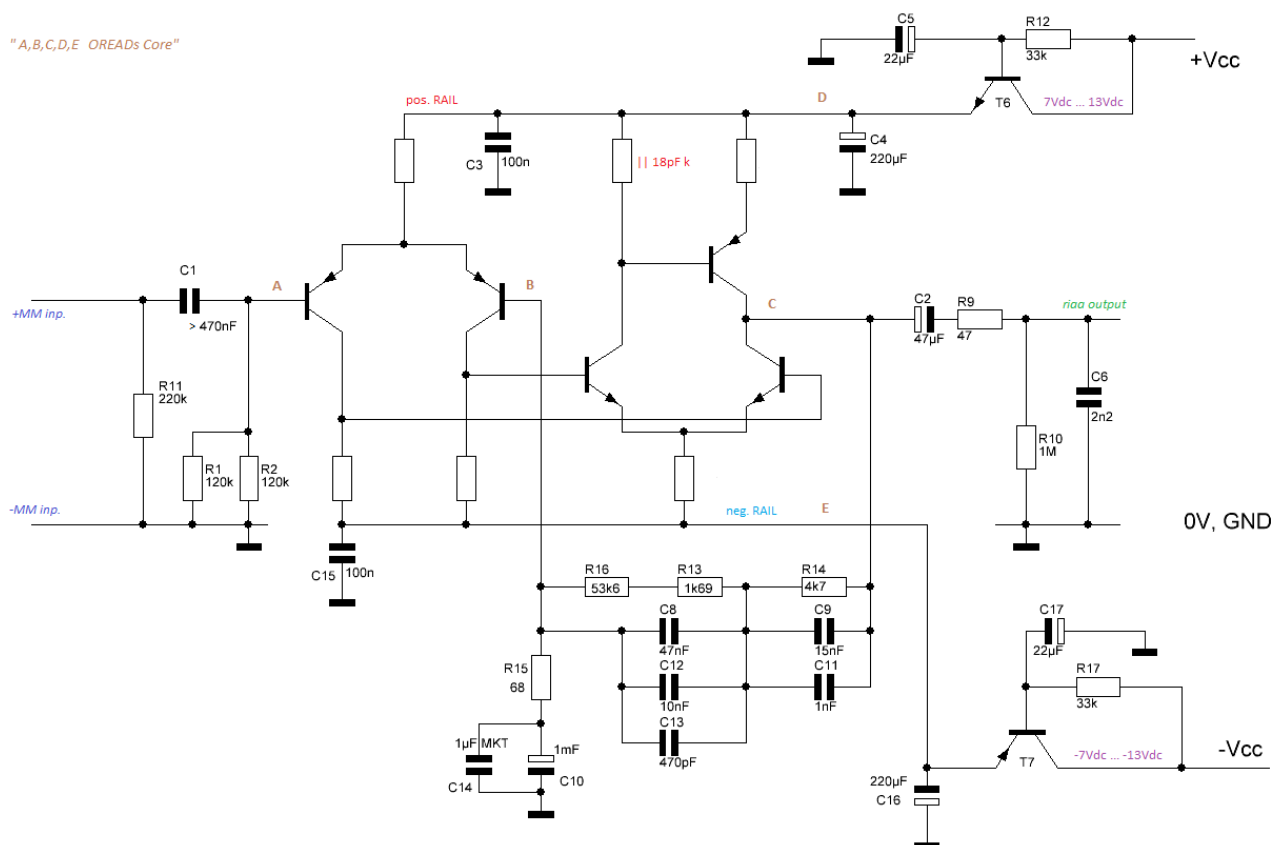 " A,B,C,D,E OREADs Core"
C5
22µF
R12
33k
+Vcc
T6
7Vdc ... 13Vdc
pos. RAIL
D
C3
100n
|| 18pF k
C4
220µF
C1
> 470nF
+MM inp.
A
B
C
C2
47µF
R9
47
riaa output
R11
220k
R1
120k
R2
120k
C6
2n2
R10
1M
-MM inp.
neg. RAIL
E
0V, GND
C15
100n
R16
53k6
R13
1k69
R14
4k7
C8
47nF
C9
15nF
C12
10nF
C11
1nF
C13
470pF
R15
68
1µF MKT
C14
1mF
C10
C17
22µF
R17
33k
-Vcc
T7
-7Vdc ... -13Vdc
220µF
C16